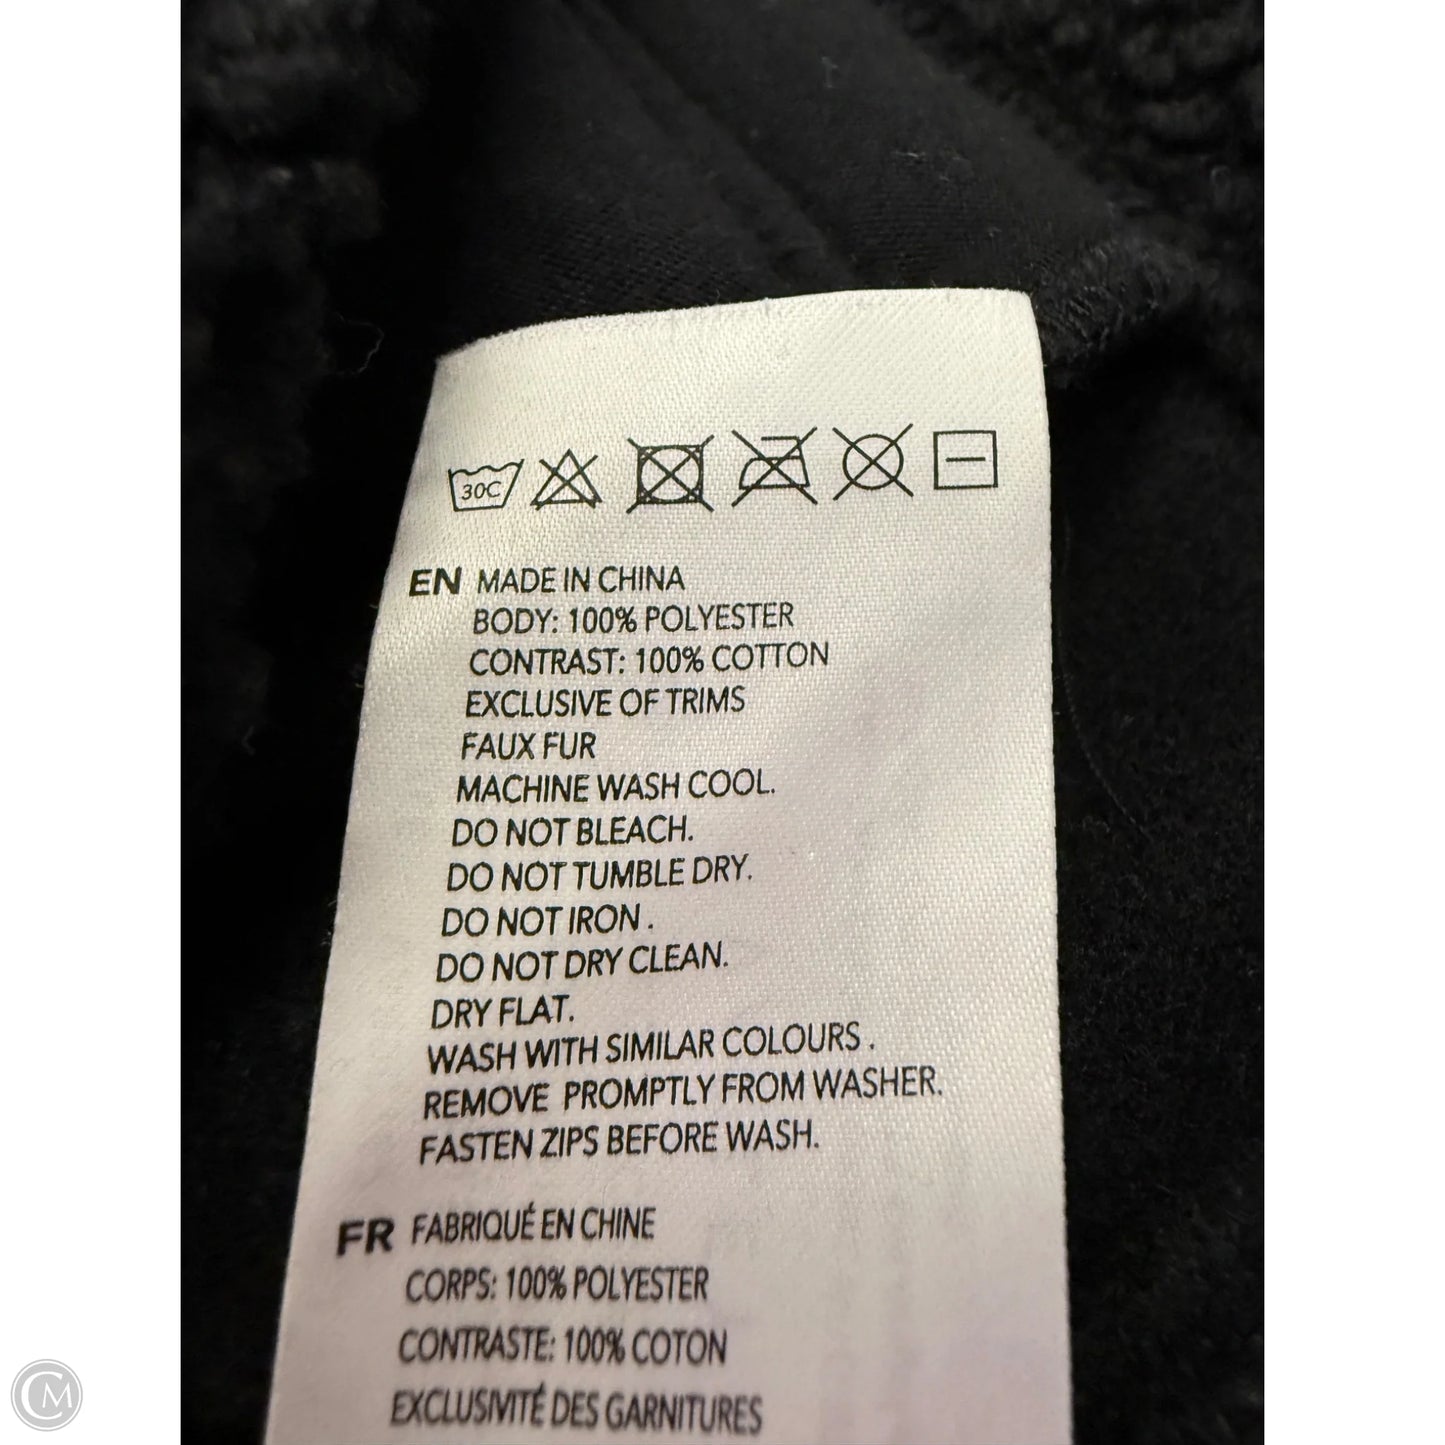 30C
EN MADE IN CHINA
BODY: 100% POLYESTER
CONTRAST: 100% COTTON
EXCLUSIVE OF TRIMS
FAUX FUR
MACHINE WASH COOL.
DO NOT BLEACH.
DO NOT TUMBLE DRY.
DO NOT IRON .
DO NOT DRY CLEAN.
DRY FLAT.
WASH WITH SIMILAR COLOURS .
REMOVE PROMPTLY FROM WASHER.
FASTEN ZIPS BEFORE WASH.
FR FABRIQUÉ EN CHINE
CORPS: 100% POLYESTER
CONTRASTE: 100% COTON
EXCLUSIVITÉ DES GARNITURES
CM